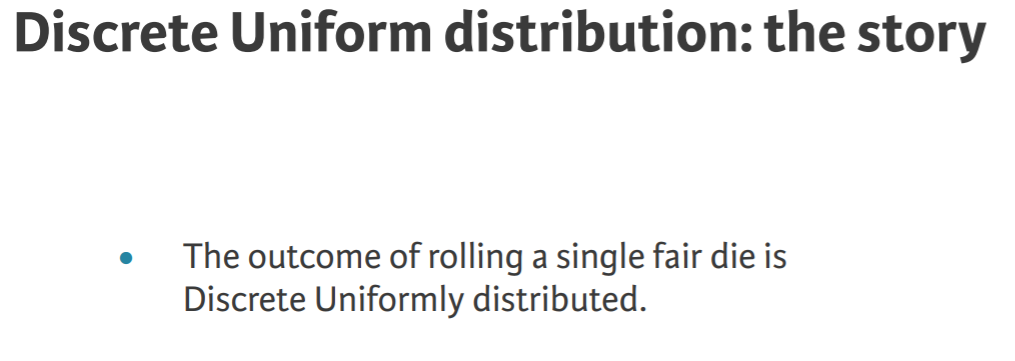 Discrete Uniform distribution: the story
• The outcome of rolling a single fair die is
Discrete Uniformly distributed.